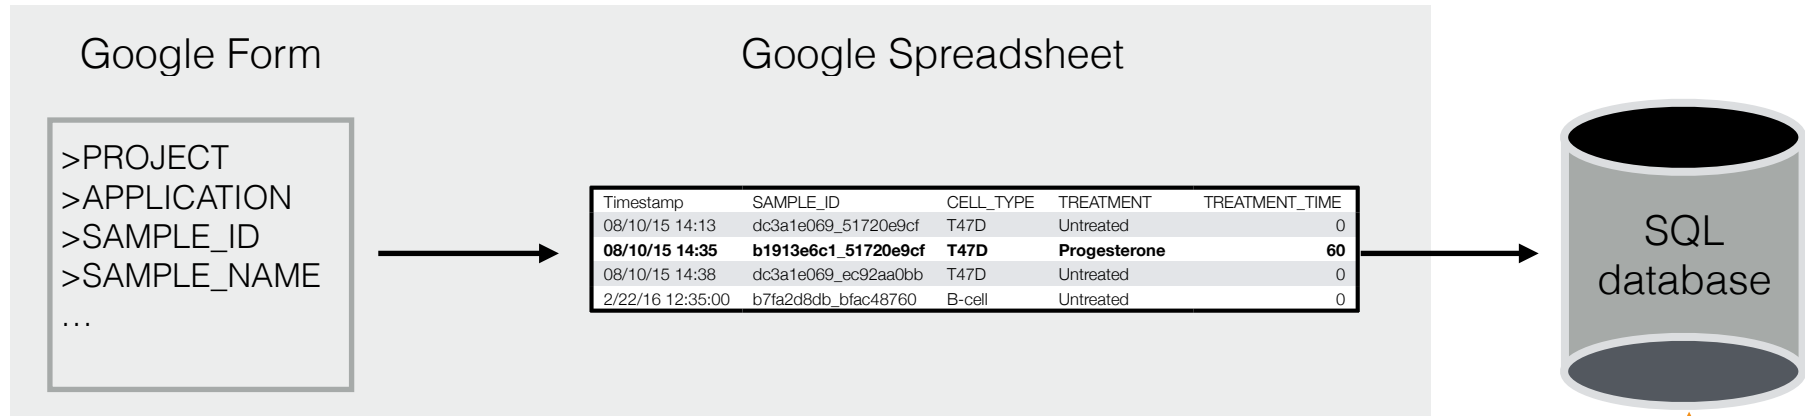 Google Form
Google Spreadsheet
>PROJECT
>APPLICATION
>SAMPLE_ID
>SAMPLE_NAME
...
Timestamp SAMPLE_ID CELL_TYPE TREATMENT TREATMENT_TIME
08/10/15 14:13 dc3a1e069_51720e9cf T47D Untreated 0
08/10/15 14:35 b1913e6c1_51720e9cf T47D Progesterone 60
08/10/15 14:38 dc3a1e069_ec92aa0bb T47D Untreated 0
2/22/16 12:35:00 b7fa2d8db_bfac48760 B-cell Untreated 0
SQL
database